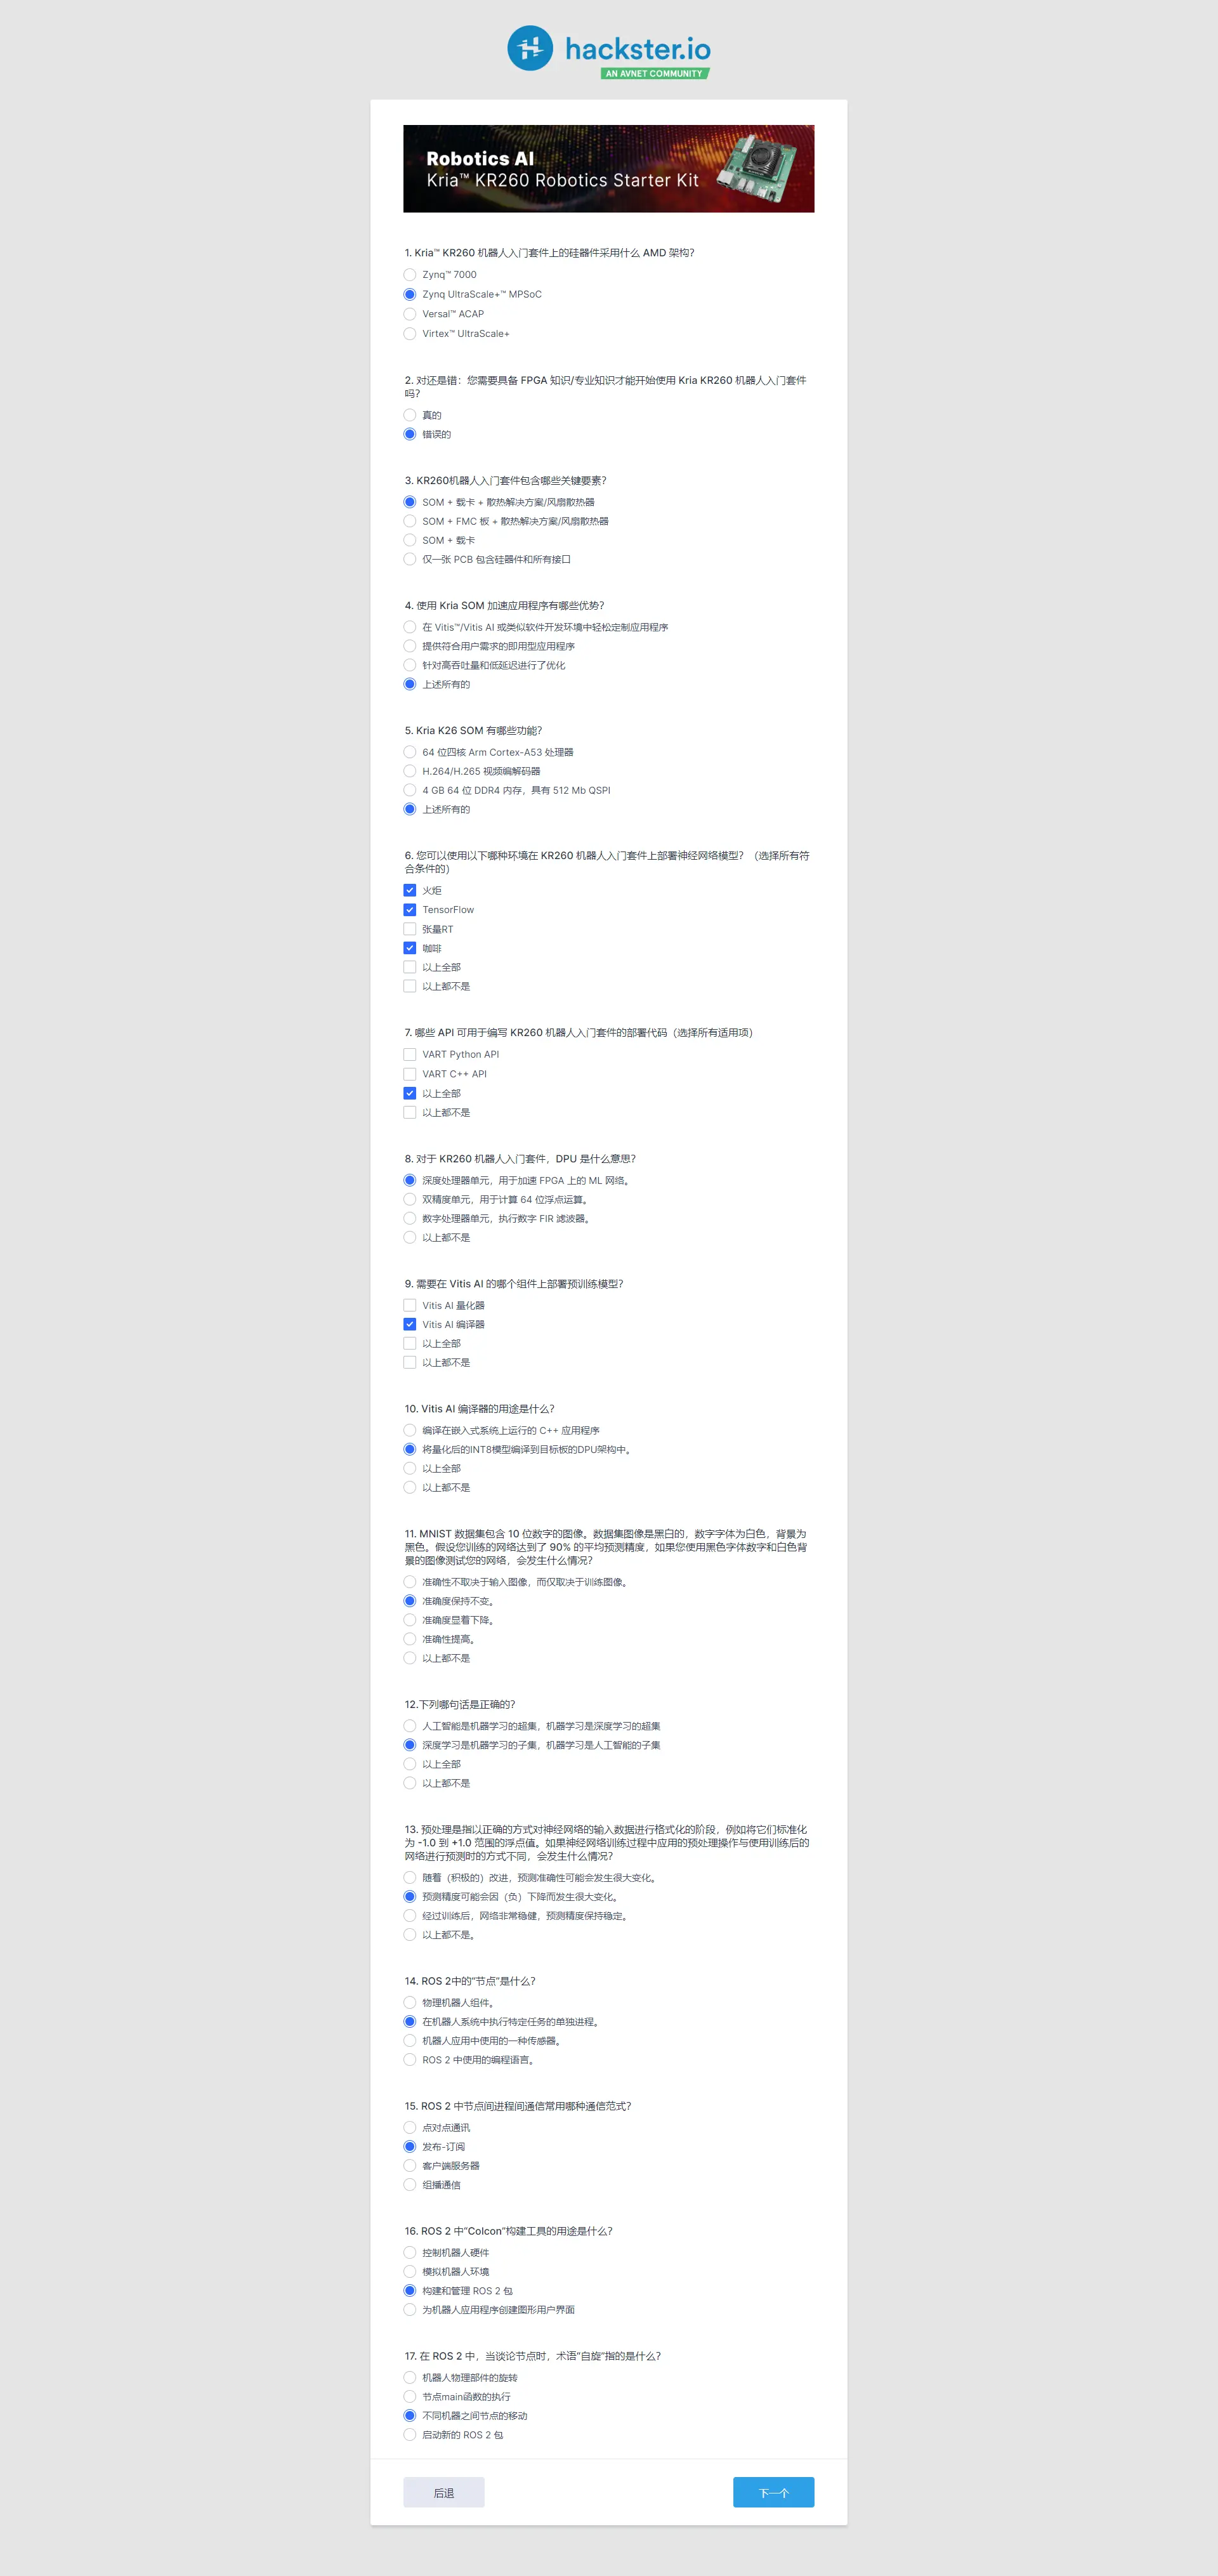 hackster.io
AN AVNET COMMUNITY
Robotics AI
Kria™ KR260 Robotics Starter Kit
1. Kria™ KR260 机器人入门套件上的硅器件采用什么 AMD 架构？
Zynq™ 7000
Zynq UltraScale+™ MPSoC
Versal™ ACAP
Virtex™ UltraScale+
2. 对还是错：您需要具备 FPGA 知识/专业知识才能开始使用 Kria KR260 机器人入门套件
吗？
真的
错误的
3. KR260机器人入门套件包含哪些关键要素？
SOM + 载卡 + 散热解决方案/风扇散热器
SOM + FMC 板 + 散热解决方案/风扇散热器
SOM + 载卡
仅一张 PCB 包含硅器件和所有接口
4. 使用 Kria SOM 加速应用程序有哪些优势？
在 Vitis™/Vitis AI 或类似软件开发环境中轻松定制应用程序
提供符合用户需求的即用型应用程序
针对高吞吐量和低延迟进行了优化
上述所有的
5. Kria K26 SOM 有哪些功能？
64 位四核 Arm Cortex-A53 处理器
H.264/H.265 视频编解码器
4 GB 64 位 DDR4 内存，具有 512 Mb QSPI
上述所有的
6. 您可以使用以下哪种环境在 KR260 机器人入门套件上部署神经网络模型？（选择所有符
合条件的）
火炬
TensorFlow
张量RT
咖啡
以上全部
以上都不是
7. 哪些 API 可用于编写 KR260 机器人入门套件的部署代码（选择所有适用项）
VART Python API
VART C++ API
以上全部
以上都不是
8. 对于 KR260 机器人入门套件，DPU 是什么意思？
深度处理器单元，用于加速 FPGA 上的 ML 网络。
双精度单元，用于计算 64 位浮点运算。
数字处理器单元，执行数字 FIR 滤波器。
以上都不是
9. 需要在 Vitis AI 的哪个组件上部署预训练模型？
Vitis AI 量化器
Vitis AI 编译器
以上全部
以上都不是
10. Vitis AI 编译器的用途是什么？
编译在嵌入式系统上运行的 C++ 应用程序
将量化后的INT8模型编译到目标板的DPU架构中。
以上全部
以上都不是
11. MNIST 数据集包含 10 位数字的图像。数据集图像是黑白的，数字字体为白色，背景为
黑色。假设您训练的网络达到了 90% 的平均预测精度，如果您使用黑色字体数字和白色背
景的图像测试您的网络，会发生什么情况？
准确性不取决于输入图像，而仅取决于训练图像。
准确度保持不变。
准确度显着下降。
准确性提高。
以上都不是
12.下列哪句话是正确的？
人工智能是机器学习的超集，机器学习是深度学习的超集
深度学习是机器学习的子集，机器学习是人工智能的子集
以上全部
以上都不是
13. 预处理是指以正确的方式对神经网络的输入数据进行格式化的阶段，例如将它们标准化
为 -1.0 到 +1.0 范围的浮点值。如果神经网络训练过程中应用的预处理操作与使用训练后的
网络进行预测时的方式不同，会发生什么情况？
随着（积极的）改进，预测准确性可能会发生很大变化。
预测精度可能会因（负）下降而发生很大变化。
经过训练后，网络非常稳健，预测精度保持稳定。
以上都不是。
14. ROS 2中的“节点”是什么？
物理机器人组件。
在机器人系统中执行特定任务的单独进程。
机器人应用中使用的一种传感器。
ROS 2 中使用的编程语言。
15. ROS 2 中节点间进程间通信常用哪种通信范式？
点对点通讯
发布-订阅
客户端服务器
组播通信
16. ROS 2 中“Colcon”构建工具的用途是什么？
控制机器人硬件
模拟机器人环境
构建和管理 ROS 2 包
为机器人应用程序创建图形用户界面
17. 在 ROS 2 中，当谈论节点时，术语“自旋”指的是什么？
机器人物理部件的旋转
节点main函数的执行
不同机器之间节点的移动
启动新的 ROS 2 包
后退
下一个